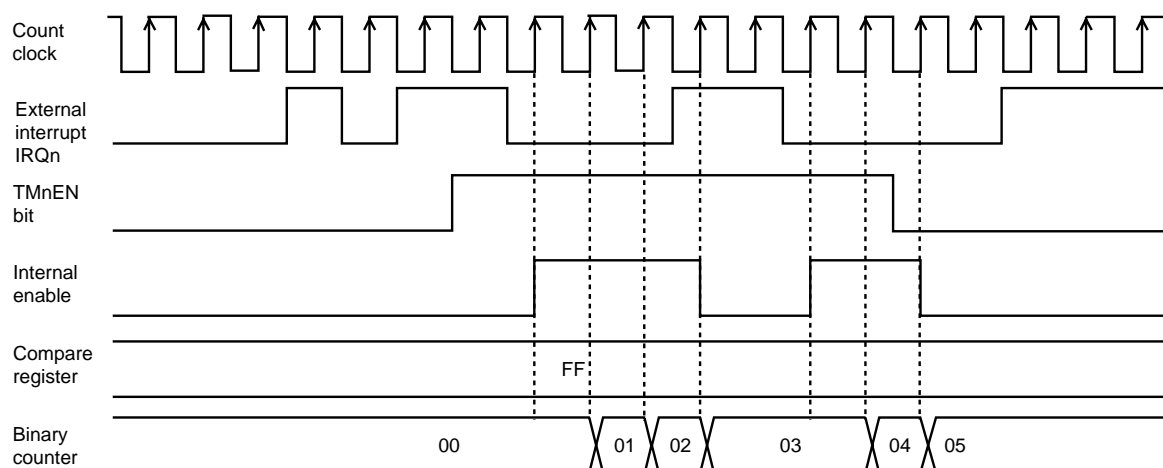 Count
clock
External
interrupt
IRQn
TMnEN
bit
Internal
enable
Compare
register
FF
Binary
counter
00
01
02
03
04
05